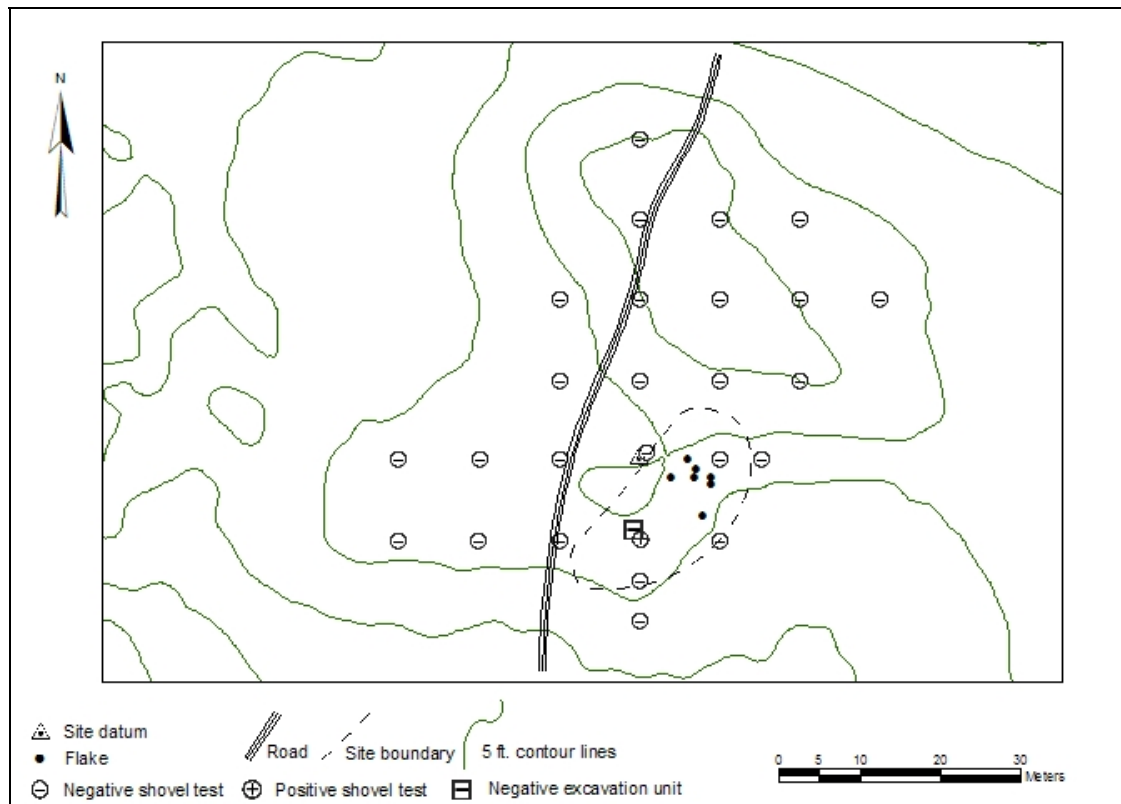 N
Site datum
Flake
Negative shovel test
Road
Site boundary
Positive shovel test
5 ft. contour lines
Negative excavation unit
0 5 10 20 30
Meters